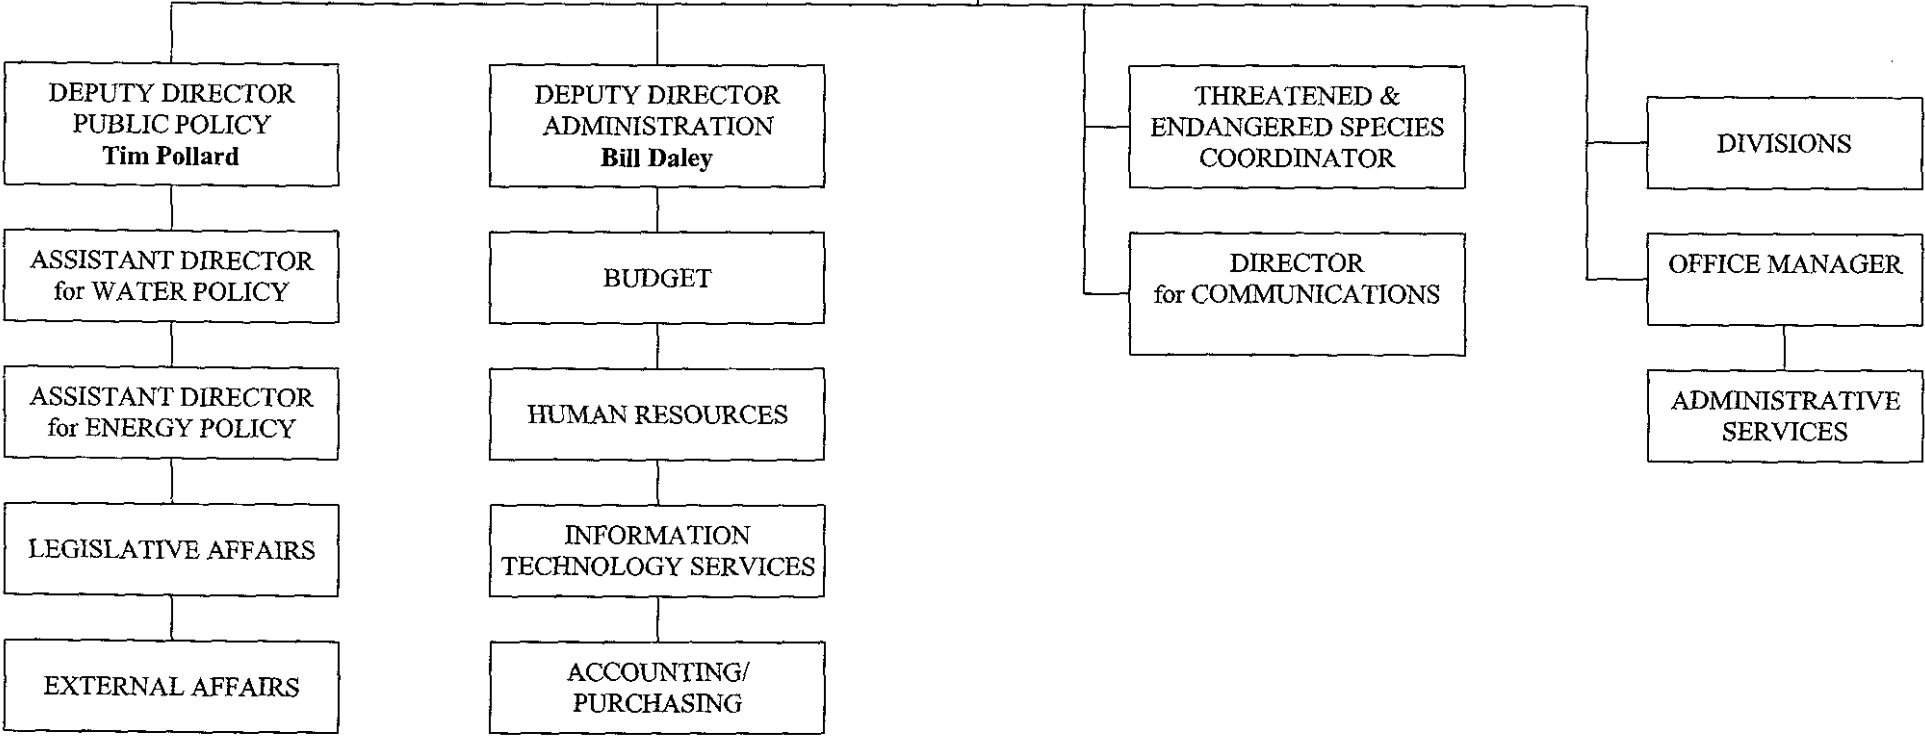 DEPUTY DIRECTOR
PUBLIC POLICY
Tim Pollard
ASSISTANT DIRECTOR
for WATER POLICY
ASSISTANT DIRECTOR
for ENERGY POLICY
LEGISLATIVE AFFAIRS
EXTERNAL AFFAIRS
DEPUTY DIRECTOR
ADMINISTRATION
Bill Daley
BUDGET
HUMAN RESOURCES
INFORMATION
TECHNOLOGY SERVICES
ACCOUNTING/
PURCHASING
THREATENED &
ENDANGERED SPECIES
COORDINATOR
DIRECTOR
for COMMUNICATIONS
DIVISIONS
OFFICE MANAGER
ADMINISTRATIVE
SERVICES